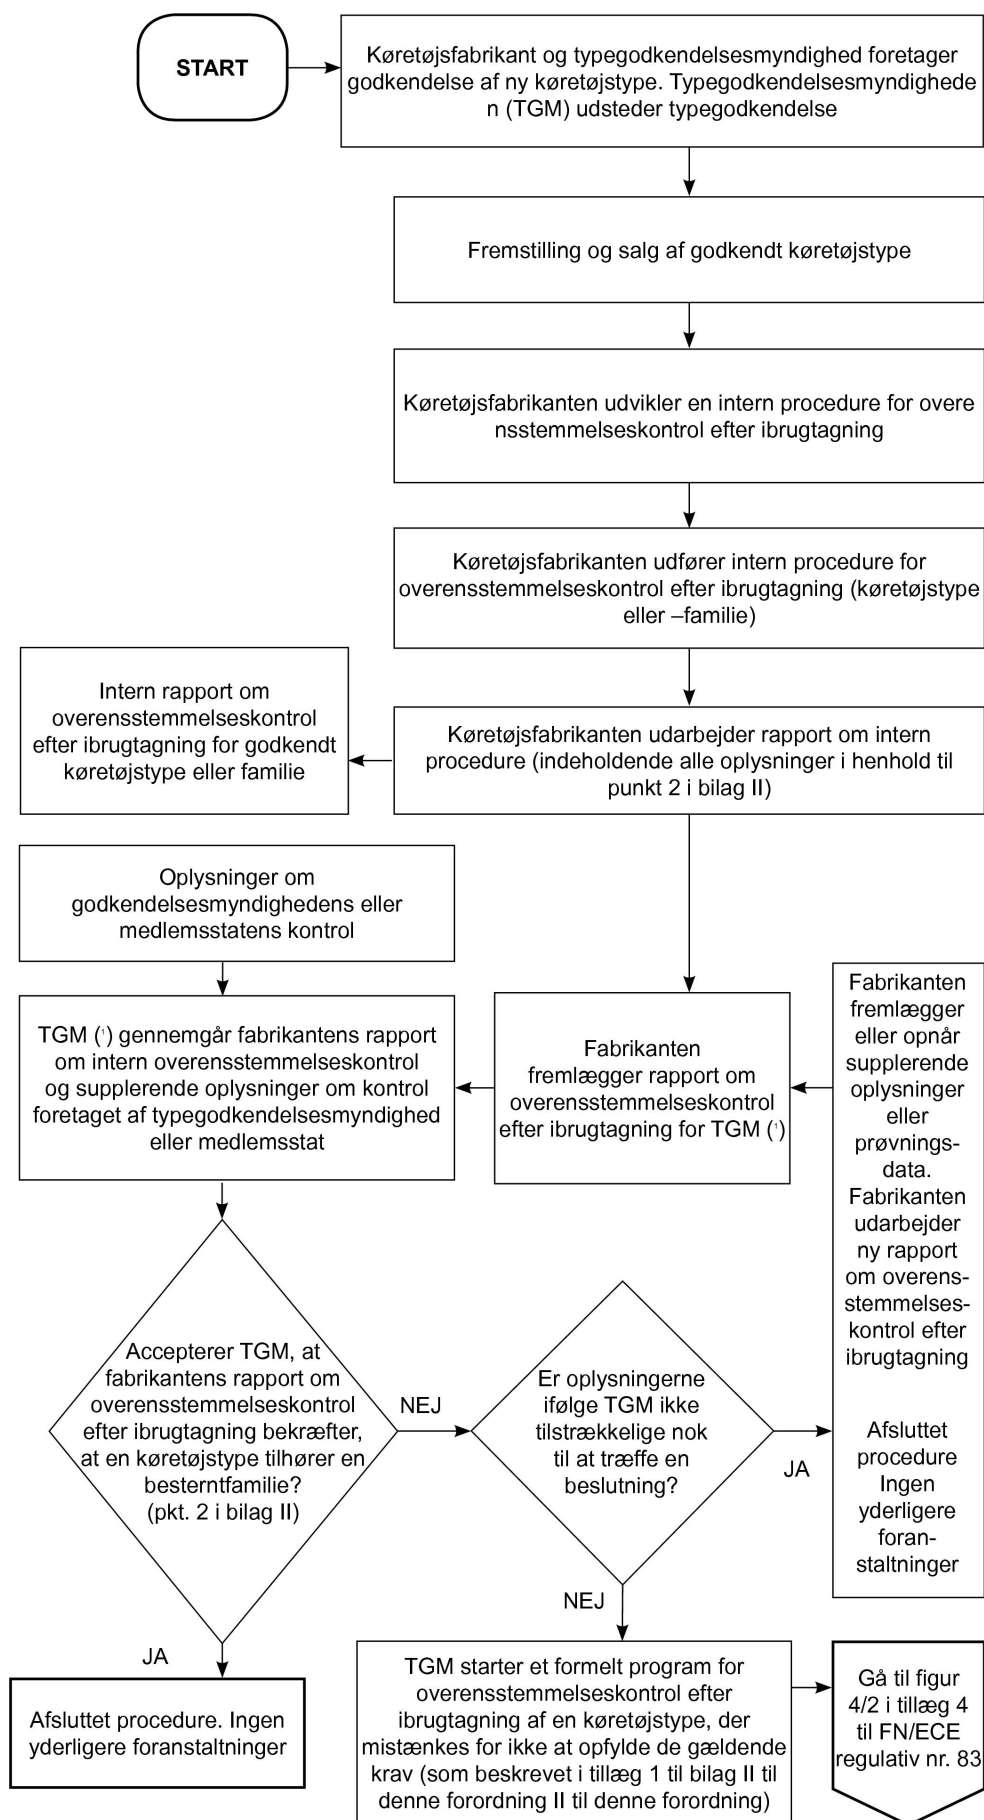 START
Køretøjsfabrikant og typegodkendelsesmyndighed foretager
godkendelse af ny køretøjstype. Typegodkendelsesmyndighede
n (TGM) udsteder typegodkendelse
Fremstilling og salg af godkendt køretøjstype
Køretøjsfabrikanten udvikler en intern procedure for overe
nsstemmelseskontrol efter ibrugtagning
Køretøjsfabrikanten udfører intern procedure for
overensstemmelseskontrol efter ibrugtagning (køretøjstype
eller –familie)
Intern rapport om
overensstemmelseskontrol
efter ibrugtagning for godkendt
køretøjstype eller familie
Køretøjsfabrikanten udarbejder rapport om intern
procedure (indeholdende alle oplysninger i henhold til
punkt 2 i bilag II)
Oplysninger om
godkendelsesmyndighedens eller
medlemsstatens kontrol
TGM (¹) gennemgår fabrikantens rapport
om intern overensstemmelseskontrol
og supplerende oplysninger om kontrol
foretaget af typegodkendelsesmyndighed
eller medlemsstat
Fabrikanten
fremlægger rapport om
overensstemmelseskontrol
efter ibrugtagning for TGM (¹)
Fabrikanten
fremlægger
eller opnår
supplerende
oplysninger
eller
prøvnings-
data.
Fabrikanten
udarbejder
ny rapport
om overens-
stemmelses-
kontrol efter
ibrugtagning
Afsluttet
procedure
Ingen
yderligere
foran-
staltninger
Accepterer TGM, at
fabrikantens rapport om
overensstemmelseskontrol
efter ibrugtagning bekræfter,
at en køretøjstype tilhører en
besterntfamilie?
(pkt. 2 i bilag II)
NEJ
Er oplysningerne
ifølge TGM ikke
tilstrækkelige nok
til at træffe en
beslutning?
JA
NEJ
JA
Afsluttet procedure. Ingen
yderligere foranstaltninger
TGM starter et formelt program for
overensstemmelseskontrol efter
ibrugtagning af en køretøjstype, der
mistænkes for ikke at opfylde de gældende
krav (som beskrevet i tillæg 1 til bilag II til
denne forordning II til denne forordning)
Gå til figur
4/2 i tillæg 4
til FN/ECE
regulativ nr. 83